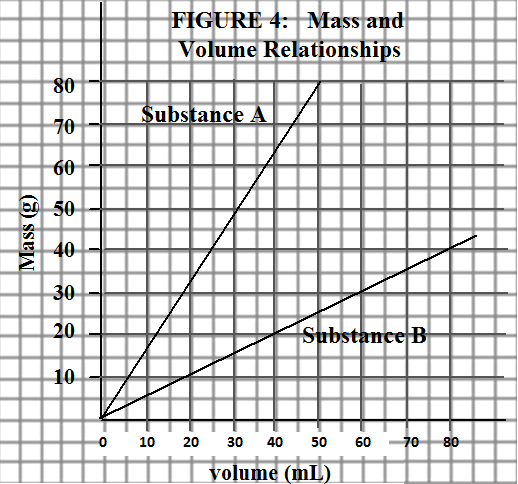 FIGURE 4: Mass and
Volume Relationships
80
Substance A
70
60
50
Mass (g)
40
30
20
Substance B
10
0 10 20 30 40 50 60 70 80
volume (mL)